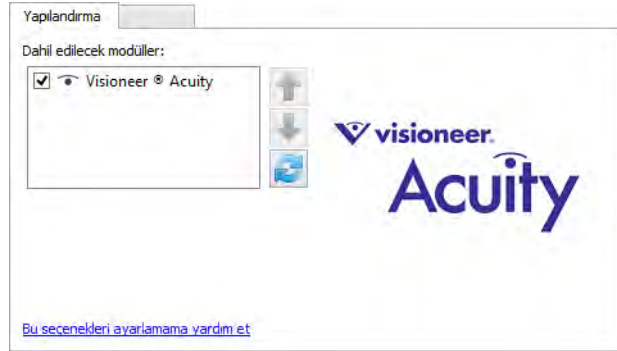 Yapılandırma
Dahil edilecek modüller:
Visioneer ® Acuity
visioneer.
Acuity
Bu seçenekleri ayarlamama yardım et